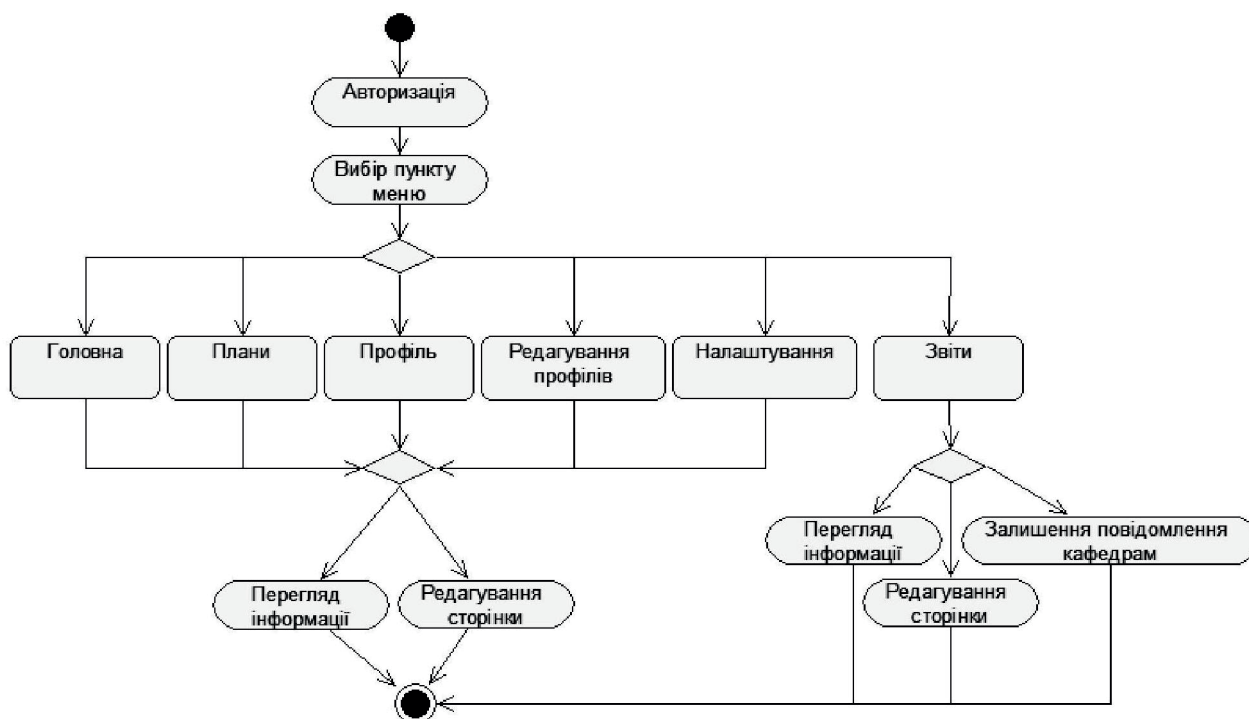 Авторизація
Вибір пункту
меню
Головна
Плани
Профіль
Редагування
профілів
Налаштування
Звіти
Перегляд
інформації
Залишення повідомлення
кафедрам
Перегляд
інформації
Редагування
сторінки
Редагування
сторінки